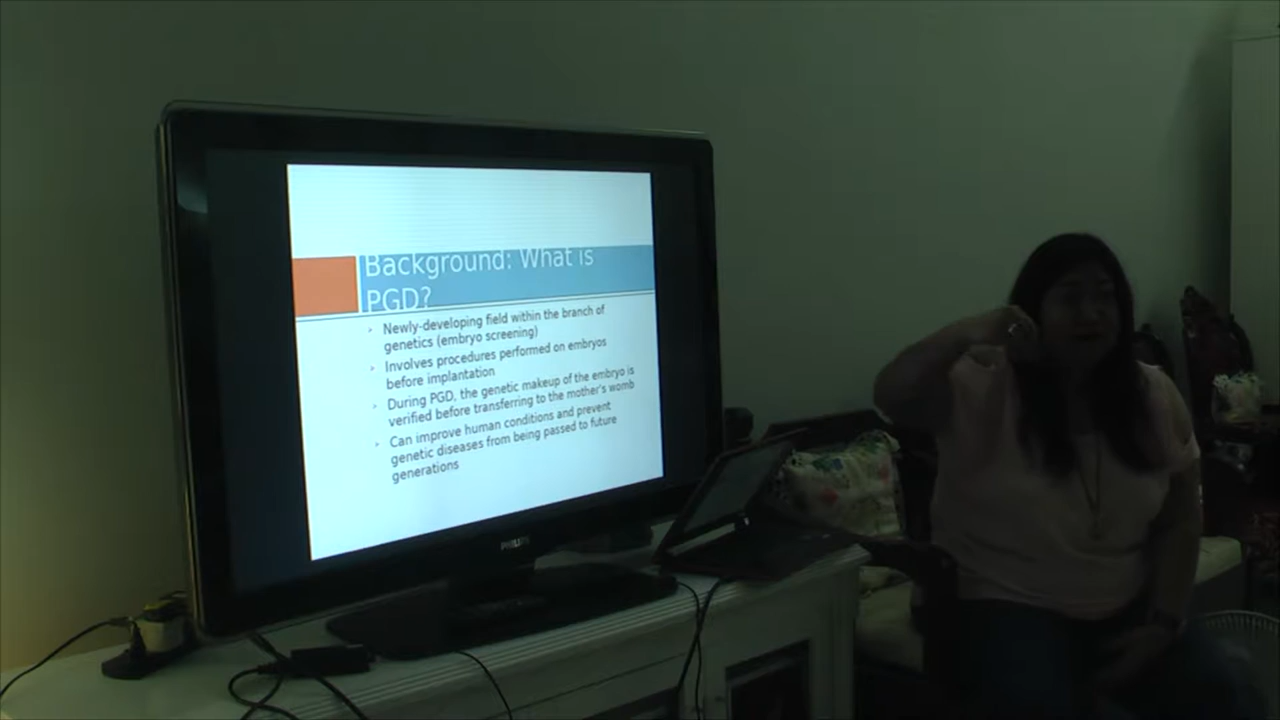 Background: What is
PGD?
Newly-developing field within the branch of
genetics (embryo screening)
Involves procedures performed on embryos
before implantation
During PGD, the genetic makeup of the embryo is
verified before transferring to the mother's womb
Can improve human conditions and prevent
genetic diseases from being passed to future
generations
PHILIPS